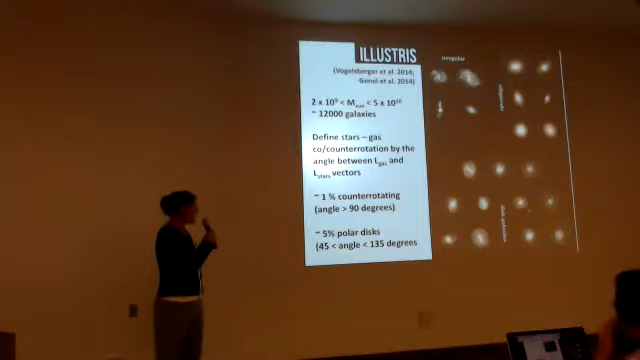 ILLUSTRIS
(Vogelsberger et al. 2014;
Genel et al. 2014)
2 x 10⁹ < M < 5 x 10¹⁰
~ 12000 galaxies
Define stars – gas
co/counterrotation by the
angle between L_gas and
L_stars vectors
~ 1 % counterrotating
(angle > 90 degrees)
~ 5% polar disks
(45 < angle < 135 degrees
irregular
disk galaxies